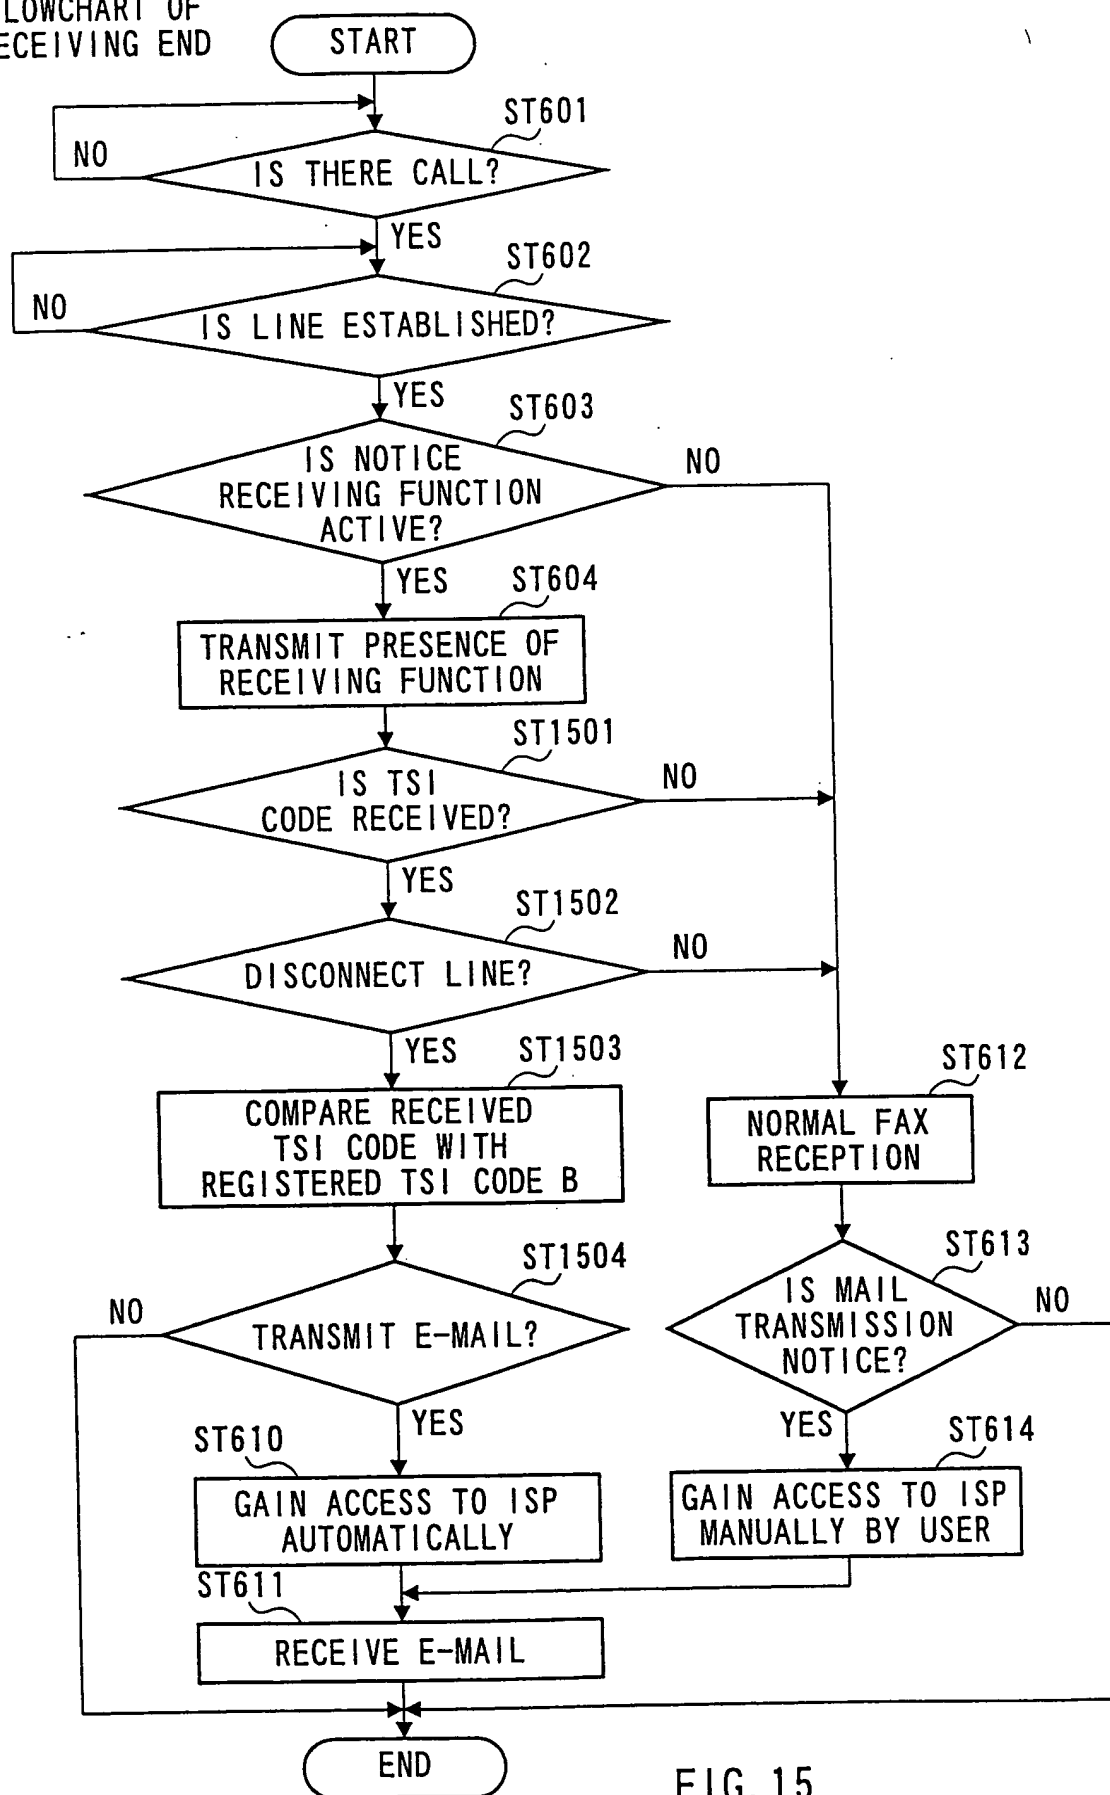 LOWCHART OF
ECEIVING END
START
ST601
NO
IS THERE CALL?
YES
ST602
NO
IS LINE ESTABLISHED?
YES
ST603
IS NOTICE
RECEIVING FUNCTION
ACTIVE?
NO
YES
ST604
TRANSMIT PRESENCE OF
RECEIVING FUNCTION
ST1501
IS TSI
CODE RECEIVED?
NO
YES
ST1502
DISCONNECT LINE?
NO
YES
ST1503
COMPARE RECEIVED
TSI CODE WITH
REGISTERED TSI CODE B
ST612
NORMAL FAX
RECEPTION
ST1504
NO
TRANSMIT E-MAIL?
YES
ST613
IS MAIL
TRANSMISSION
NOTICE?
NO
YES
ST610
GAIN ACCESS TO ISP
AUTOMATICALLY
ST614
GAIN ACCESS TO ISP
MANUALLY BY USER
ST611
RECEIVE E-MAIL
END
FIG.15